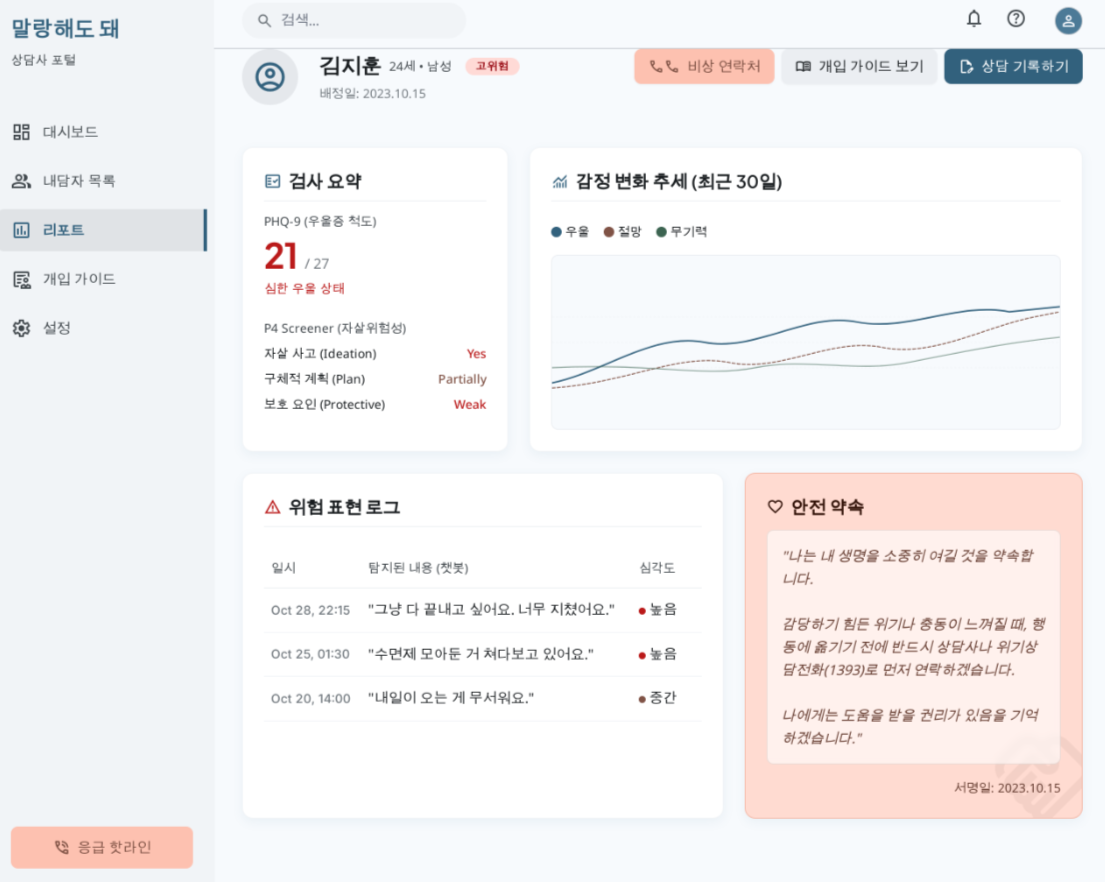 말랑해도 돼
상담사 포털
검색...
김지훈 24세 • 남성 고위험
배정일: 2023.10.15
비상 연락처
개입 가이드 보기
상담 기록하기
대시보드
내담자 목록
리포트
개입 가이드
설정
응급 핫라인
검사 요약
PHQ-9 (우울증 척도)
21 / 27
심한 우울 상태
P4 Screener (자살위험성)
자살 사고 (Ideation) Yes
구체적 계획 (Plan) Partially
보호 요인 (Protective) Weak
감정 변화 추세 (최근 30일)
우울 절망 무기력
위험 표현 로그
일시 탐지된 내용 (챗봇) 심각도
Oct 28, 22:15 "그냥 다 끝내고 싶어요. 너무 지쳤어요." 높음
Oct 25, 01:30 "수면제 모아둔 거 쳐다보고 있어요." 높음
Oct 20, 14:00 "내일이 오는 게 무서워요." 중간
안전 약속
"나는 내 생명을 소중히 여길 것을 약속합
니다.
감당하기 힘든 위기나 충동이 느껴질 때, 행
동에 옮기기 전에 반드시 상담사나 위기상
담전화(1393)로 먼저 연락하겠습니다.
나에게는 도움을 받을 권리가 있음을 기억
하겠습니다."
서명일: 2023.10.15